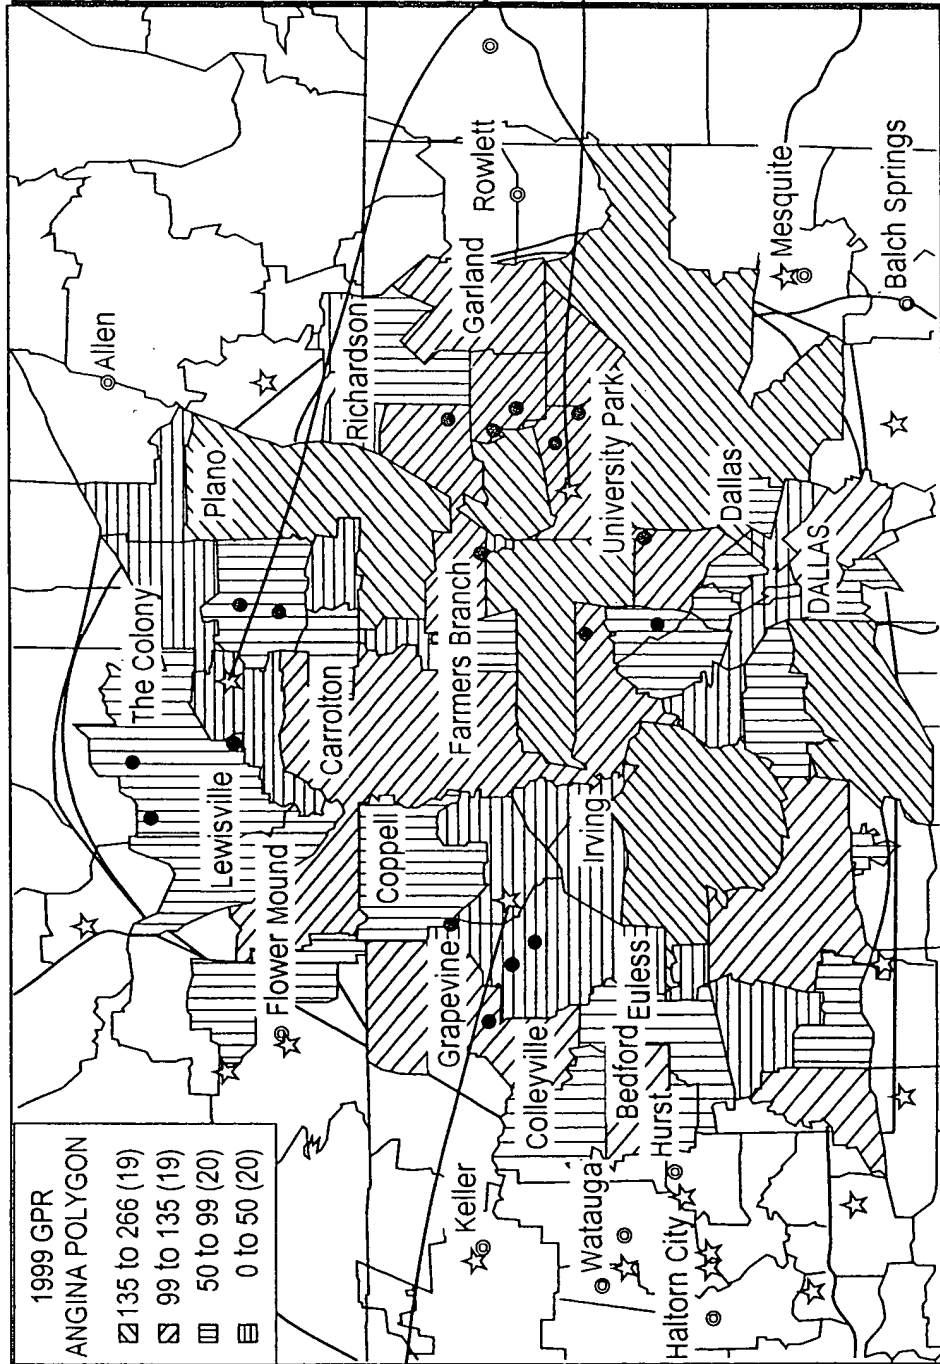 1999 GPR
ANGINA POLYGON
135 to 266 (19)
99 to 135 (19)
50 to 99 (20)
0 to 50 (20)
Allen
The Colony
Plano
Lewisville
Flower Mound
Richardson
Carrolton
Coppell
Garland
Rowlett
Farmers Branch
Grapevine
Keller
Colleyville
Irving
University Park
Watauga
Bedford
Euless
Hurst
Haltorn City
Dallas
Mesquite
DALLAS
Balch Springs